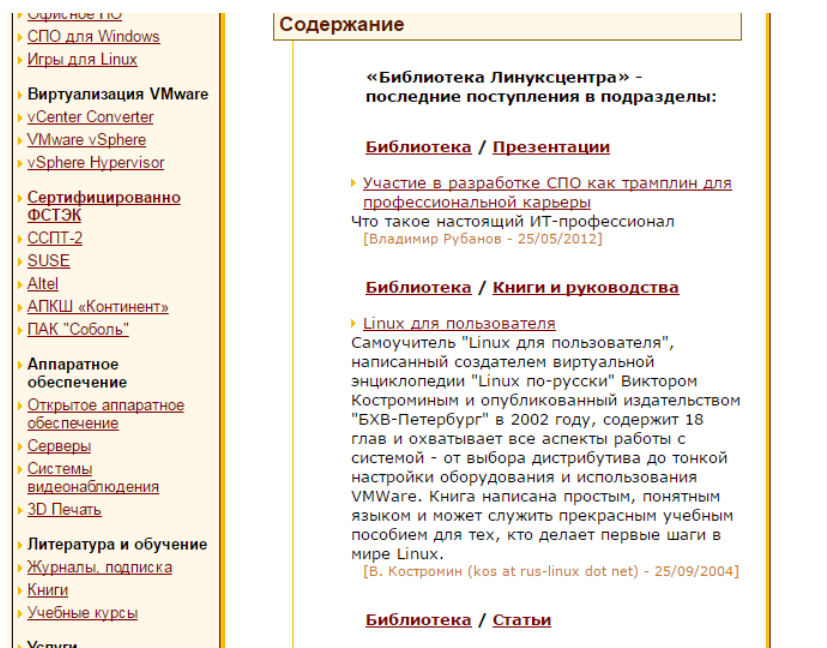 Офисное ПО
СПО для Windows
Игры для Linux
Виртуализация VMware
vCenter Converter
VMware vSphere
vSphere Hypervisor
Сертифицированно
ФСТЭК
ССПТ-2
SUSE
Altel
АПКШ «Континент»
ПАК "Соболь"
Аппаратное
обеспечение
Открытое аппаратное
обеспечение
Серверы
Системы
видеонаблюдения
3D Печать
Литература и обучение
Журналы, подписка
Книги
Учебные курсы
Услуги
Содержание
«Библиотека Линуксцентра» -
последние поступления в подразделы:
Библиотека / Презентации
Участие в разработке СПО как трамплин для
профессиональной карьеры
Что такое настоящий ИТ-профессионал
[Владимир Рубанов - 25/05/2012]
Библиотека / Книги и руководства
Linux для пользователя
Самоучитель "Linux для пользователя",
написанный создателем виртуальной
энциклопедии "Linux по-русски" Виктором
Костроминым и опубликованный издательством
"БХВ-Петербург" в 2002 году, содержит 18
глав и охватывает все аспекты работы с
системой - от выбора дистрибутива до тонкой
настройки оборудования и использования
VMWare. Книга написана простым, понятным
языком и может служить прекрасным учебным
пособием для тех, кто делает первые шаги в
мире Linux.
[В. Костромин (kos at rus-linux dot net) - 25/09/2004]
Библиотека / Статьи